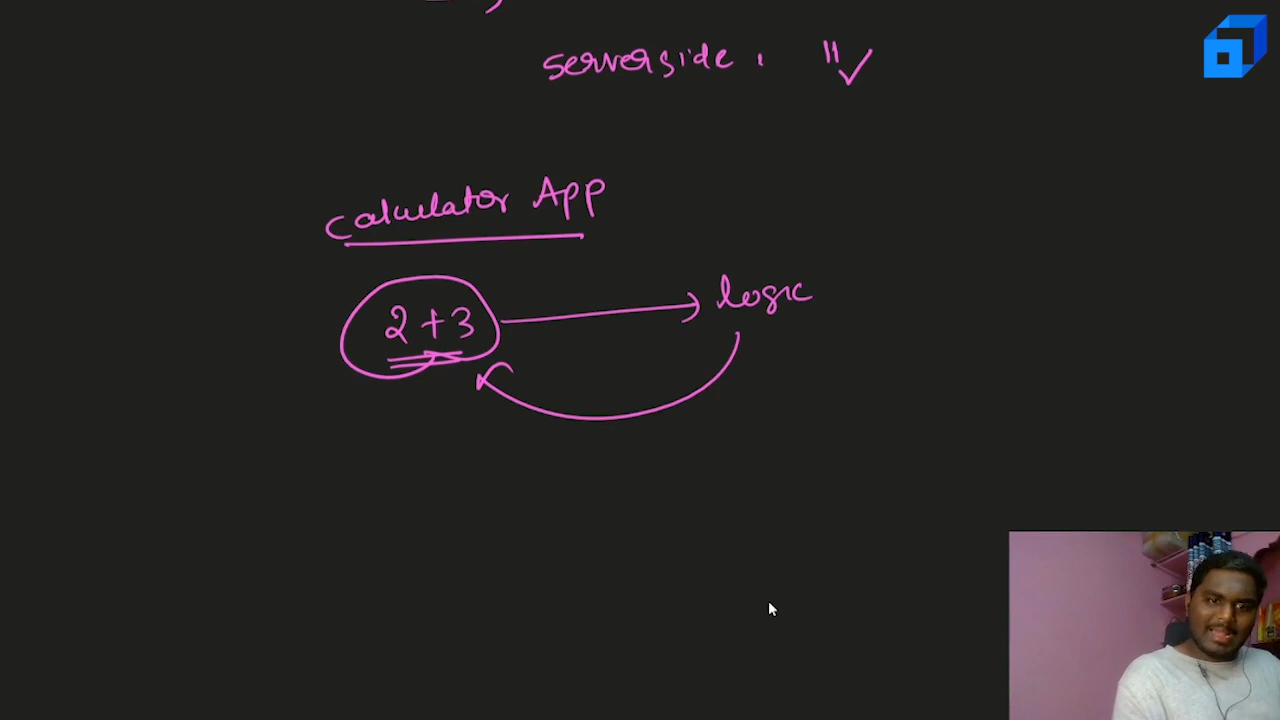 serverside : "✓
calculator App
2+3 → logic